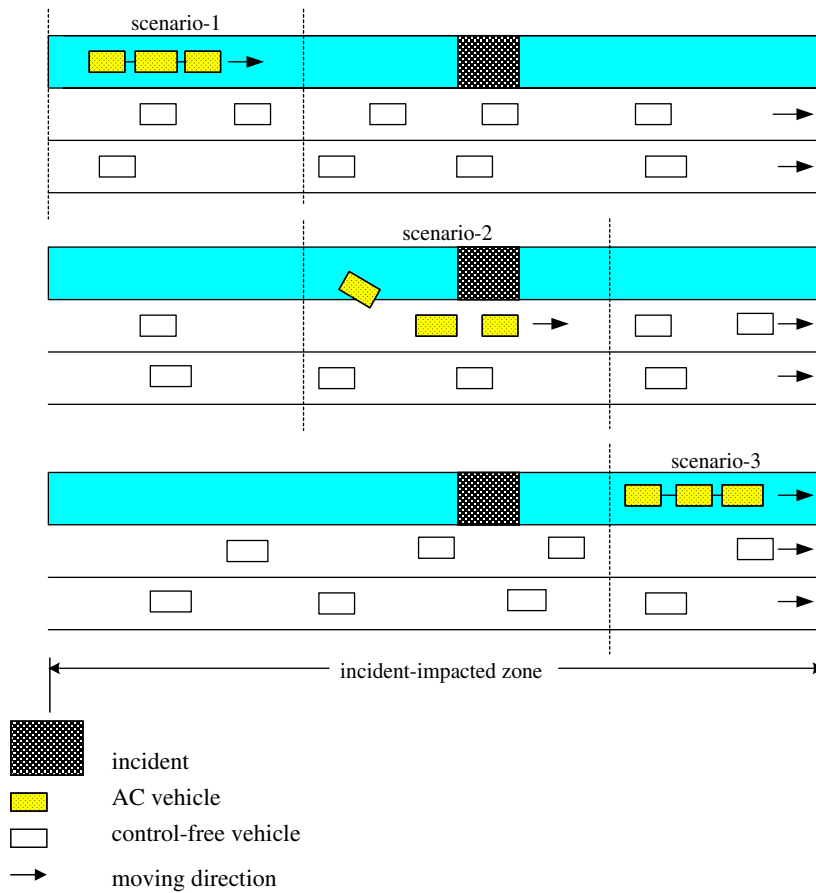 scenario-1
scenario-2
scenario-3
incident-impacted zone
incident
AC vehicle
control-free vehicle
moving direction